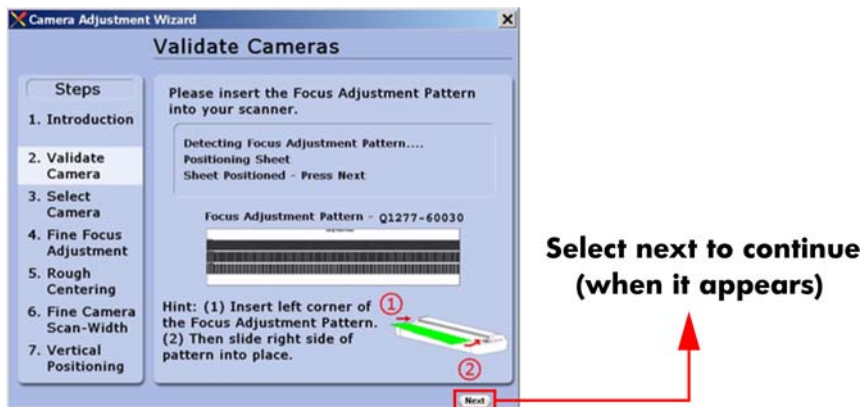 Camera Adjustment Wizard
Validate Cameras
Steps
1. Introduction
2. Validate
Camera
3. Select
Camera
4. Fine Focus
Adjustment
5. Rough
Centering
6. Fine Camera
Scan-Width
7. Vertical
Positioning
Please insert the Focus Adjustment Pattern
into your scanner.
Detecting Focus Adjustment Pattern....
Positioning Sheet
Sheet Positioned - Press Next
Focus Adjustment Pattern - Q1277-60030
Hint: (1) Insert left corner of
the Focus Adjustment Pattern.
(2) Then slide right side of
pattern into place.
1
2
Next
Select next to continue
(when it appears)